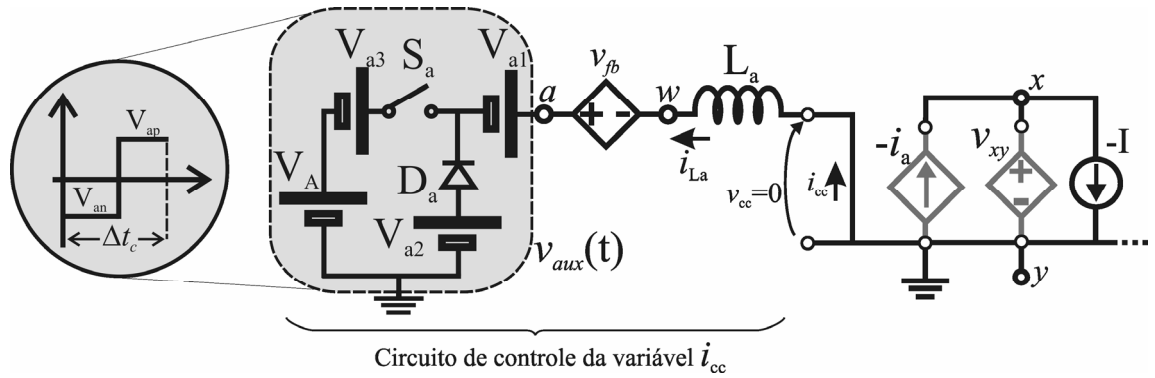 V_ap
V_an
Δt_c
V_a3
S_a
V_a1
V_A
D_a
V_a2
v_aux(t)
a
v_fb
+ -
w
L_a
i_La
v_cc=0
i_cc
-i_a
x
v_xy
+
-
-I
y
Circuito de controle da variável i_cc